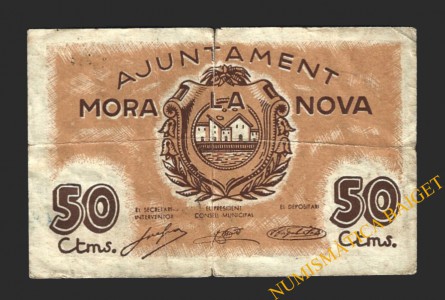 AJUNTAMENT
MORA LA NOVA
50 Ctms.
EL SECRETARI INTERVENTOR
EL PRESIDENT CONSELL MUNICIPAL
EL DEPOSITARI
50 Ctms.
NUMISMATICA BAIGET